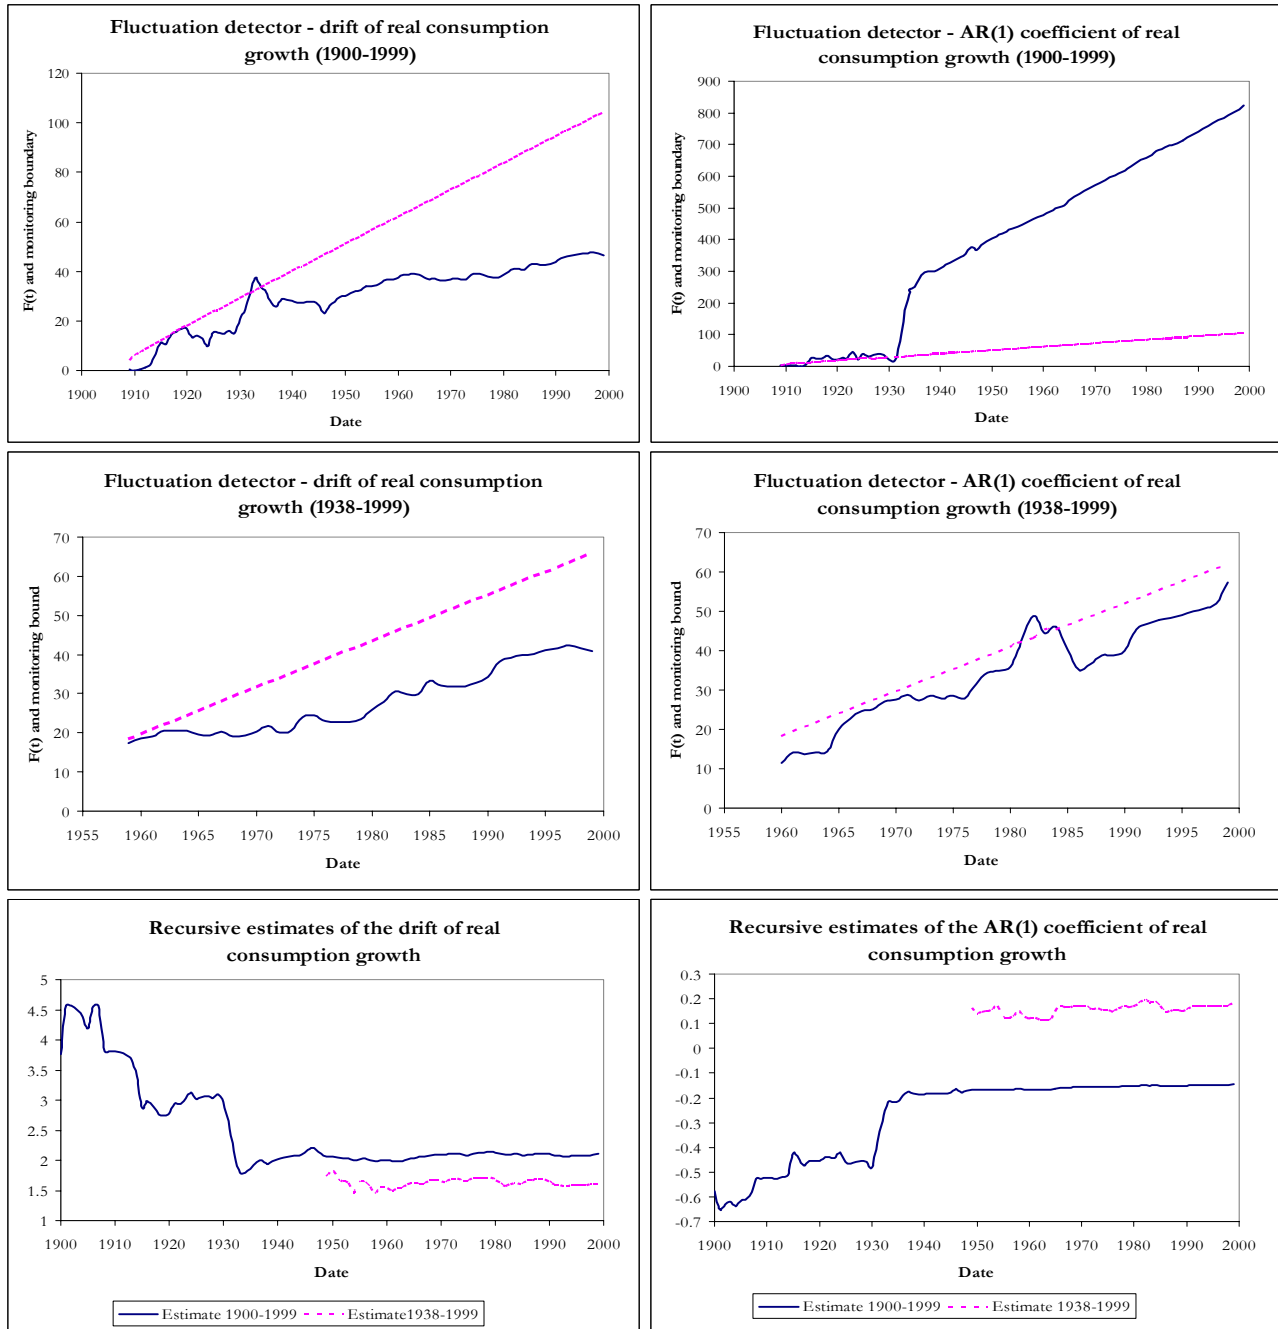 Fluctuation detector - drift of real consumption
growth (1900-1999)
F(t) and monitoring boundary
120
100
80
60
40
20
0
1900 1910 1920 1930 1940 1950 1960 1970 1980 1990 2000
Date
Fluctuation detector - AR(1) coefficient of real
consumption growth (1900-1999)
F(t) and monitoring boundary
900
800
700
600
500
400
300
200
100
0
1900 1910 1920 1930 1940 1950 1960 1970 1980 1990 2000
Date
Fluctuation detector - drift of real consumption
growth (1938-1999)
F(t) and monitoring bound
70
60
50
40
30
20
10
0
1955 1960 1965 1970 1975 1980 1985 1990 1995 2000
Date
Fluctuation detector - AR(1) coefficient of real
consumption growth (1938-1999)
F(t) and monitoring bound
70
60
50
40
30
20
10
0
1955 1960 1965 1970 1975 1980 1985 1990 1995 2000
Date
Recursive estimates of the drift of real
consumption growth
5
4.5
4
3.5
3
2.5
2
1.5
1
1900 1910 1920 1930 1940 1950 1960 1970 1980 1990 2000
Date
Estimate 1900-1999 Estimate1938-1999
Recursive estimates of the AR(1) coefficient of real
consumption growth
0.3
0.2
0.1
0
-0.1
-0.2
-0.3
-0.4
-0.5
-0.6
-0.7
1900 1910 1920 1930 1940 1950 1960 1970 1980 1990 2000
Date
Estimate 1900-1999 Estimate 1938-1999